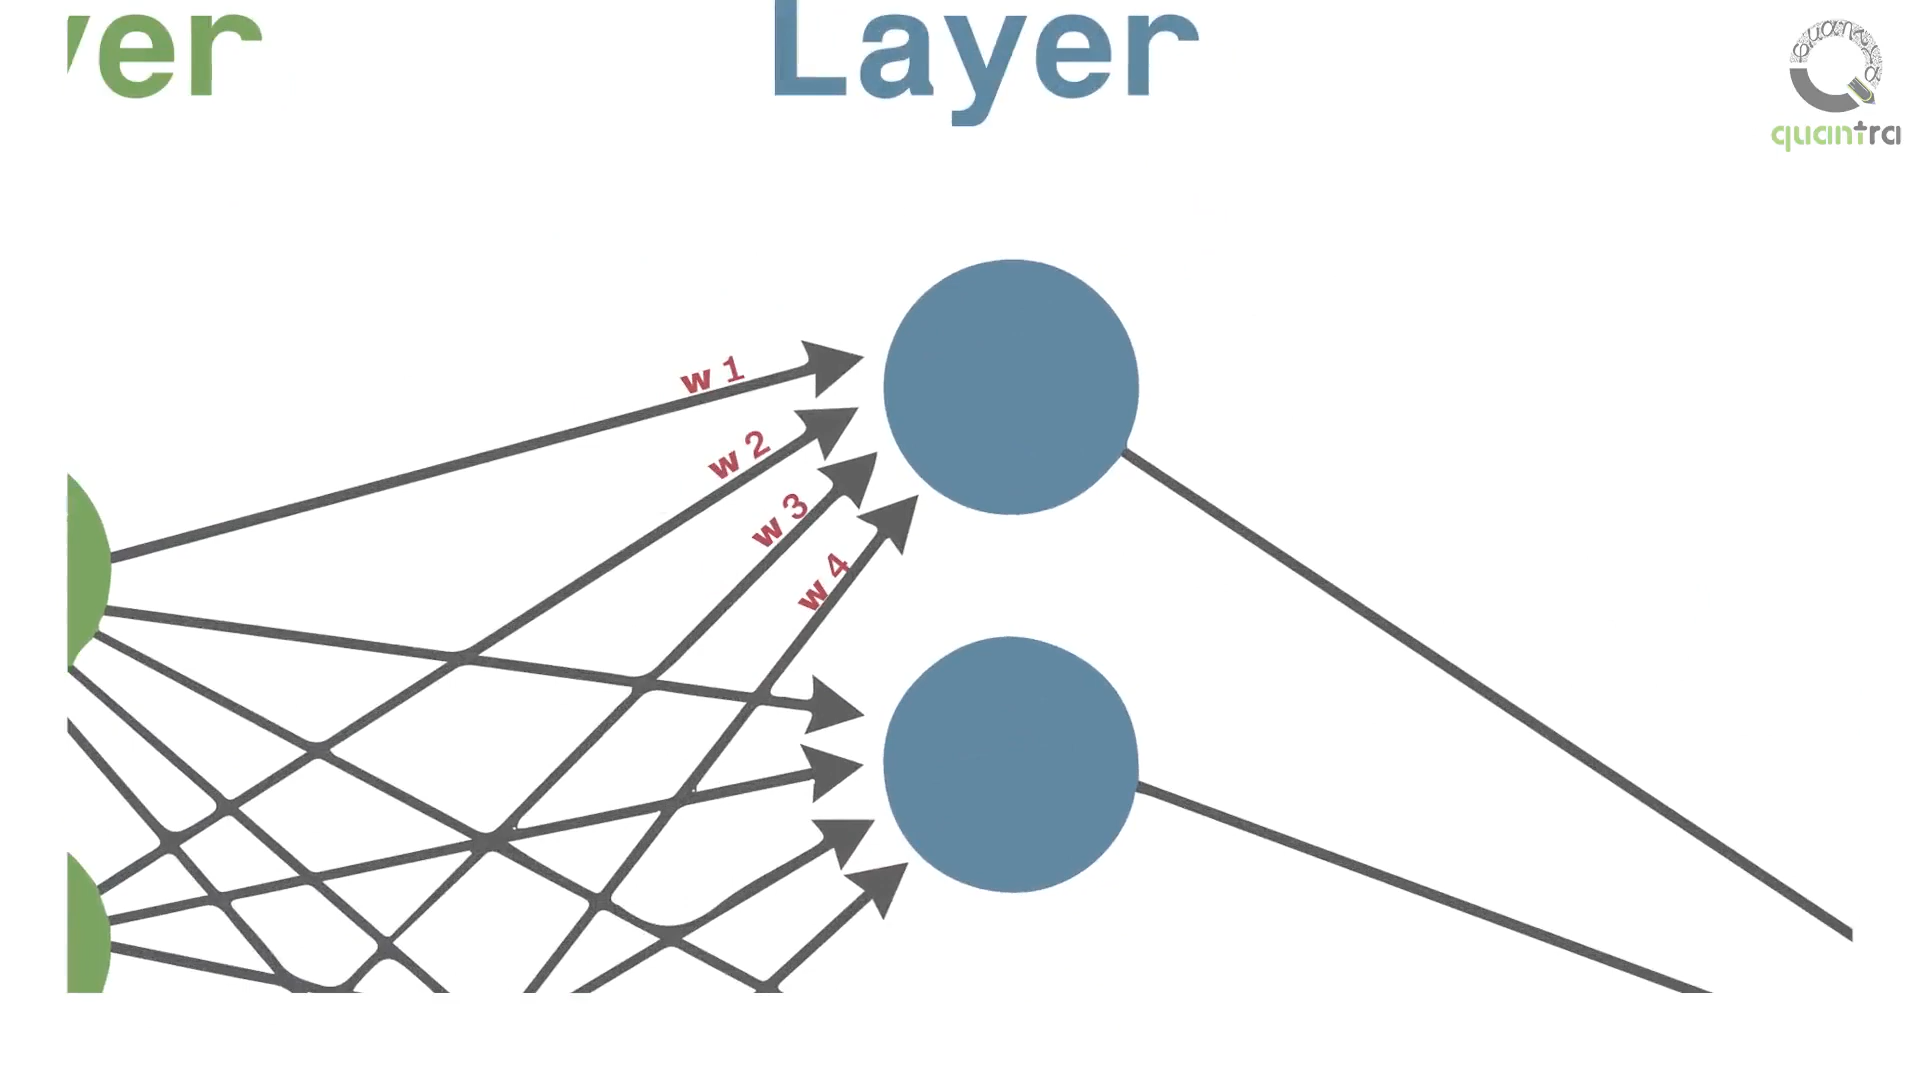 yer Layer
quantra
w 1
w 2
w 3
w 4